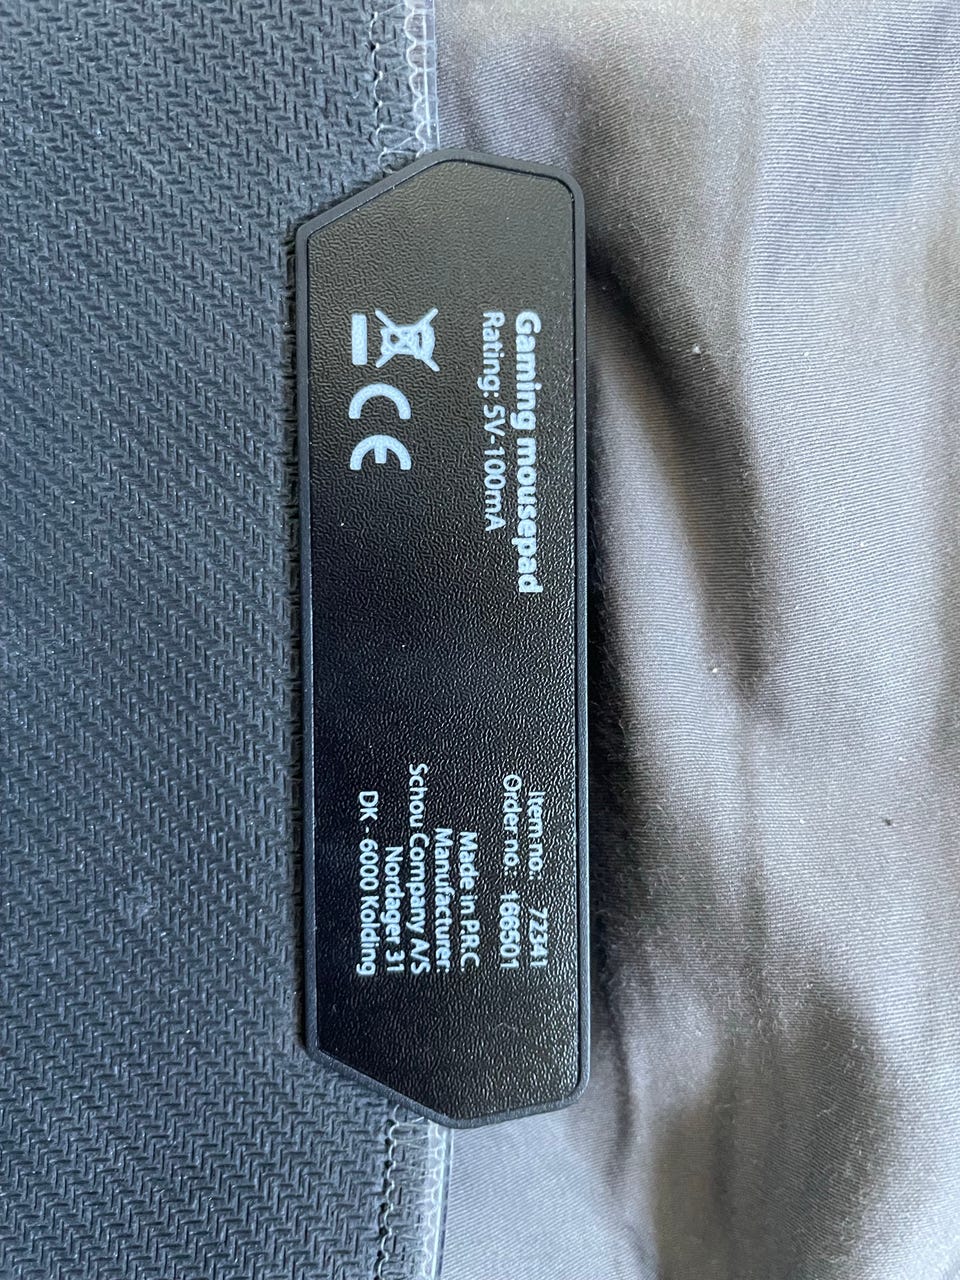 Gaming mousepad
Rating: 5V-100mA
CE
Item no. 72341
Order no.: 166501
Made in P.R.C.
Manufacturer:
Schou Company A/S
Nordager 31
DK - 6000 Kolding